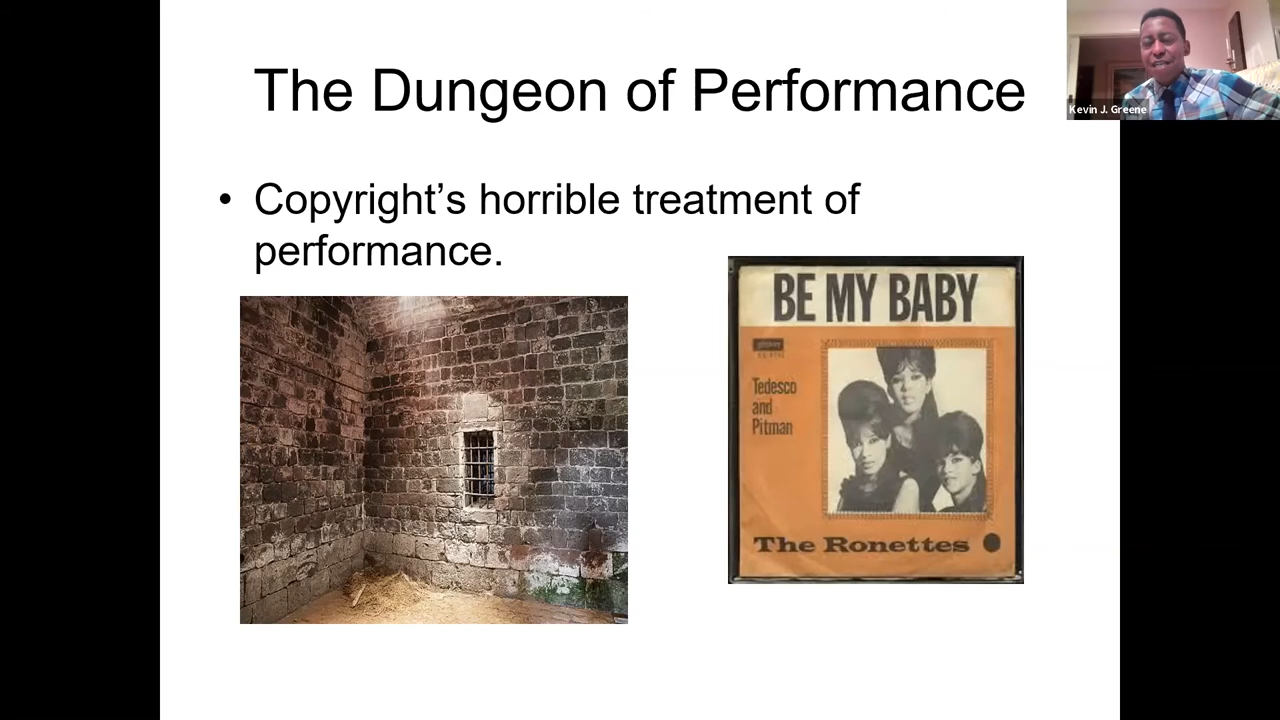 The Dungeon of Performance
Kevin J. Greene
• Copyright’s horrible treatment of
performance.
BE MY BABY
Tedesco
and
Pitman
The Ronettes